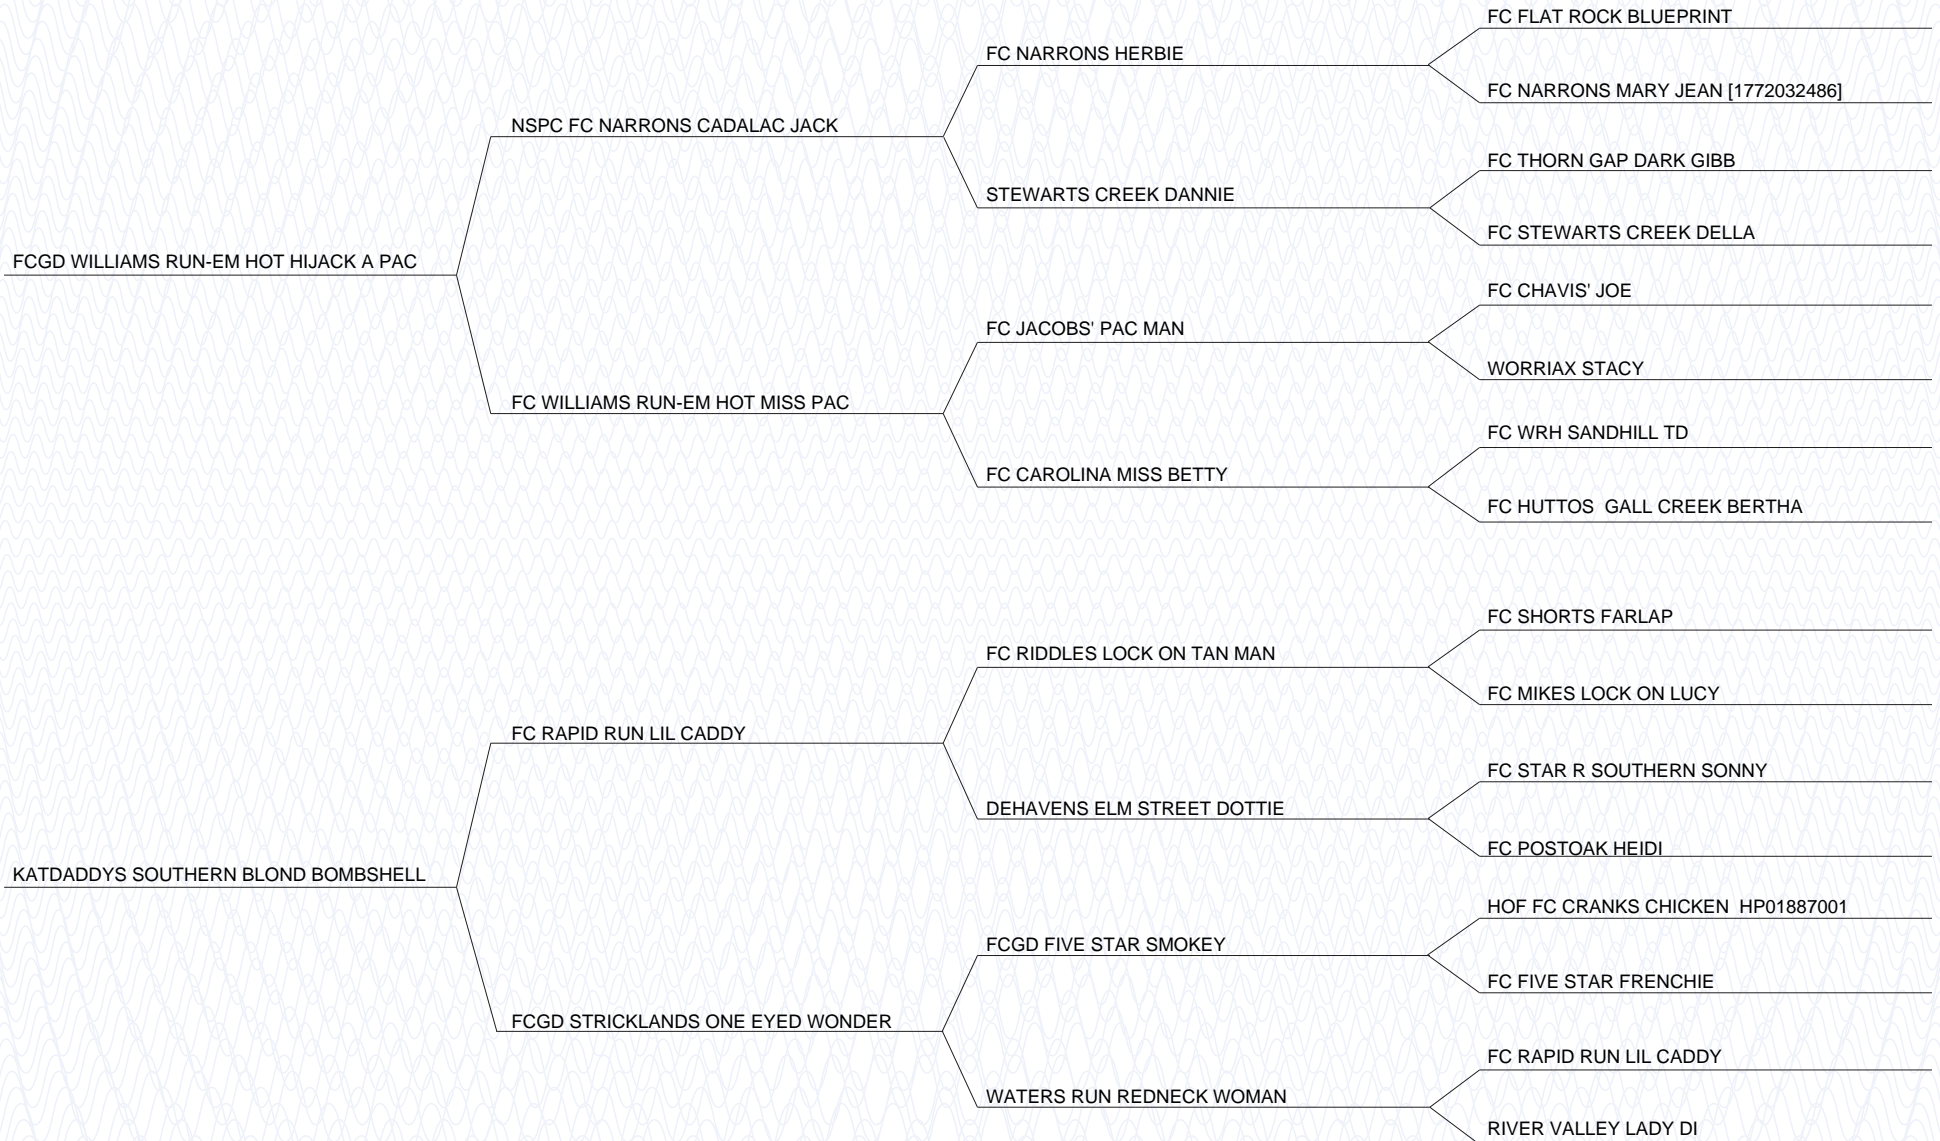 FC FLAT ROCK BLUEPRINT
FC NARRONS HERBIE
FC NARRONS MARY JEAN [1772032486]
NSPC FC NARRONS CADALAC JACK
FC THORN GAP DARK GIBB
STEWARTS CREEK DANNIE
FC STEWARTS CREEK DELLA
FCGD WILLIAMS RUN-EM HOT HIJACK A PAC
FC CHAVIS' JOE
FC JACOBS' PAC MAN
WORRIAX STACY
FC WILLIAMS RUN-EM HOT MISS PAC
FC WRH SANDHILL TD
FC CAROLINA MISS BETTY
FC HUTTOS  GALL CREEK BERTHA
FC SHORTS FARLAP
FC RIDDLES LOCK ON TAN MAN
FC MIKES LOCK ON LUCY
FC RAPID RUN LIL CADDY
FC STAR R SOUTHERN SONNY
DEHAVENS ELM STREET DOTTIE
FC POSTOAK HEIDI
KATDADDYS SOUTHERN BLOND BOMBSHELL
HOF FC CRANKS CHICKEN  HP01887001
FCGD FIVE STAR SMOKEY
FC FIVE STAR FRENCHIE
FCGD STRICKLANDS ONE EYED WONDER
FC RAPID RUN LIL CADDY
WATERS RUN REDNECK WOMAN
RIVER VALLEY LADY DI